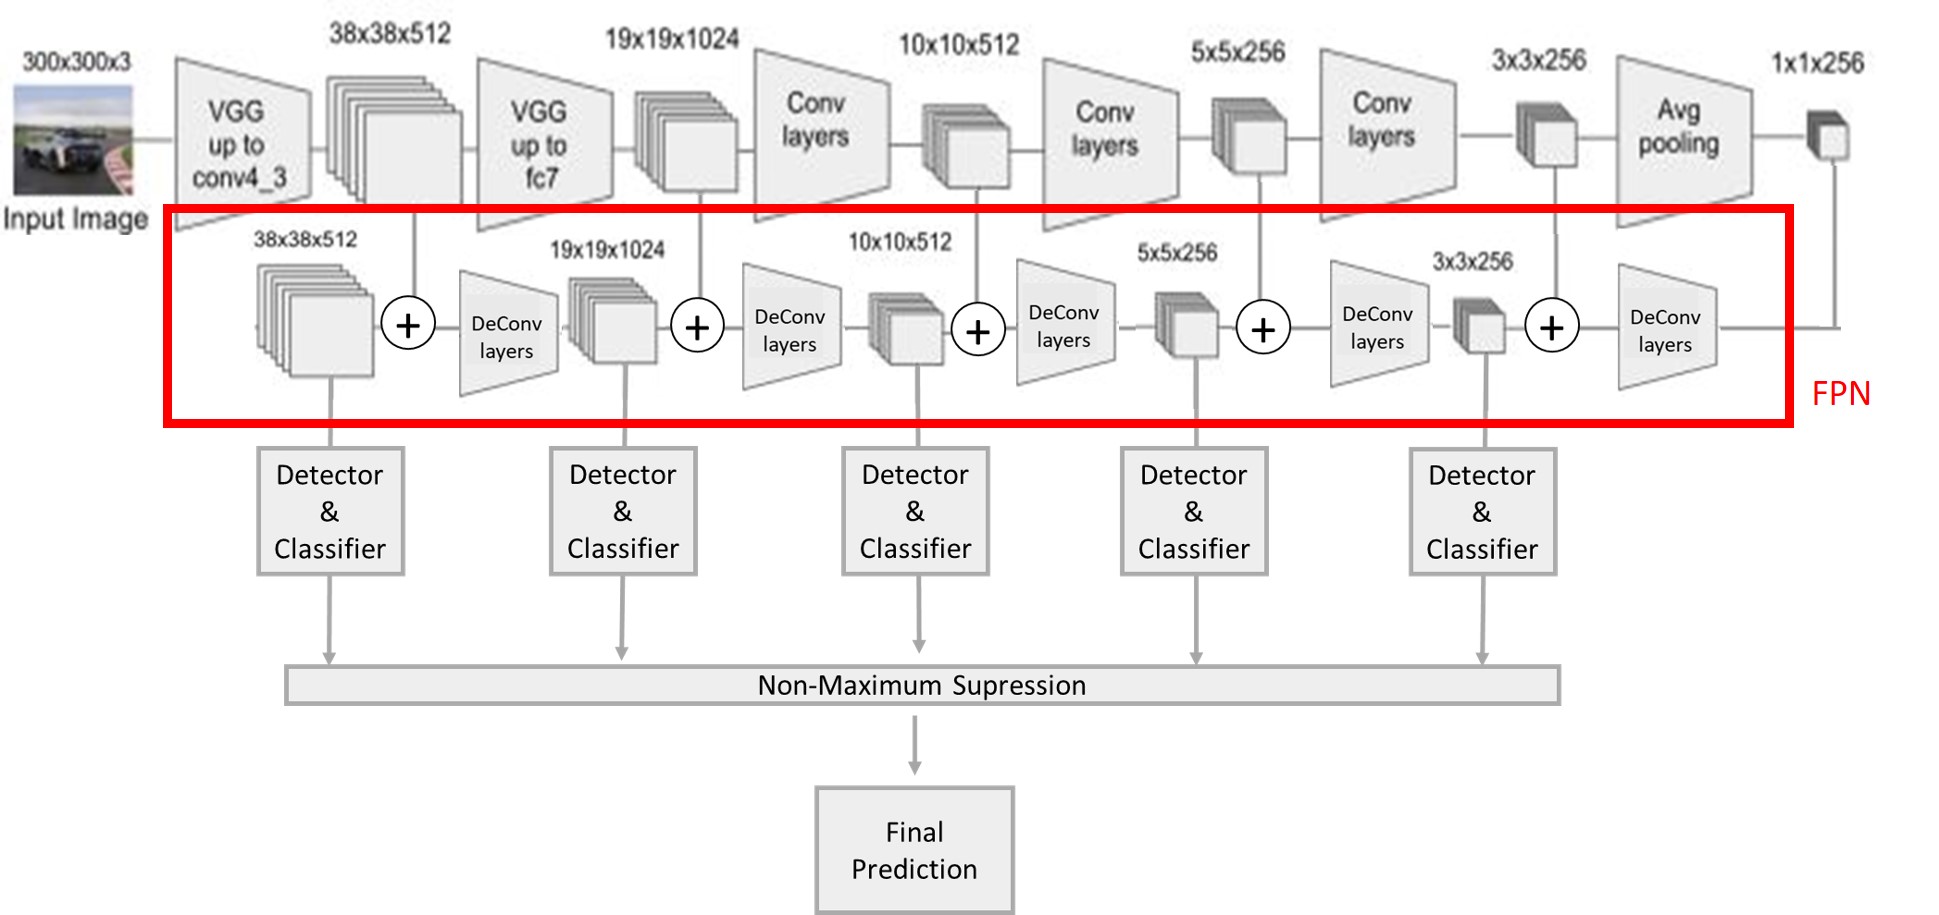 300x300x3
38x38x512
19x19x1024
10x10x512
5x5x256
3x3x256
1x1x256
VGG
up to
conv4_3
VGG
up to
fc7
Conv
layers
Conv
layers
Conv
layers
Avg
pooling
Input Image
38x38x512
19x19x1024
10x10x512
5x5x256
3x3x256
+
DeConv
layers
+
DeConv
layers
+
DeConv
layers
+
DeConv
layers
+
DeConv
layers
FPN
Detector
&
Classifier
Detector
&
Classifier
Detector
&
Classifier
Detector
&
Classifier
Detector
&
Classifier
Non-Maximum Supression
Final
Prediction